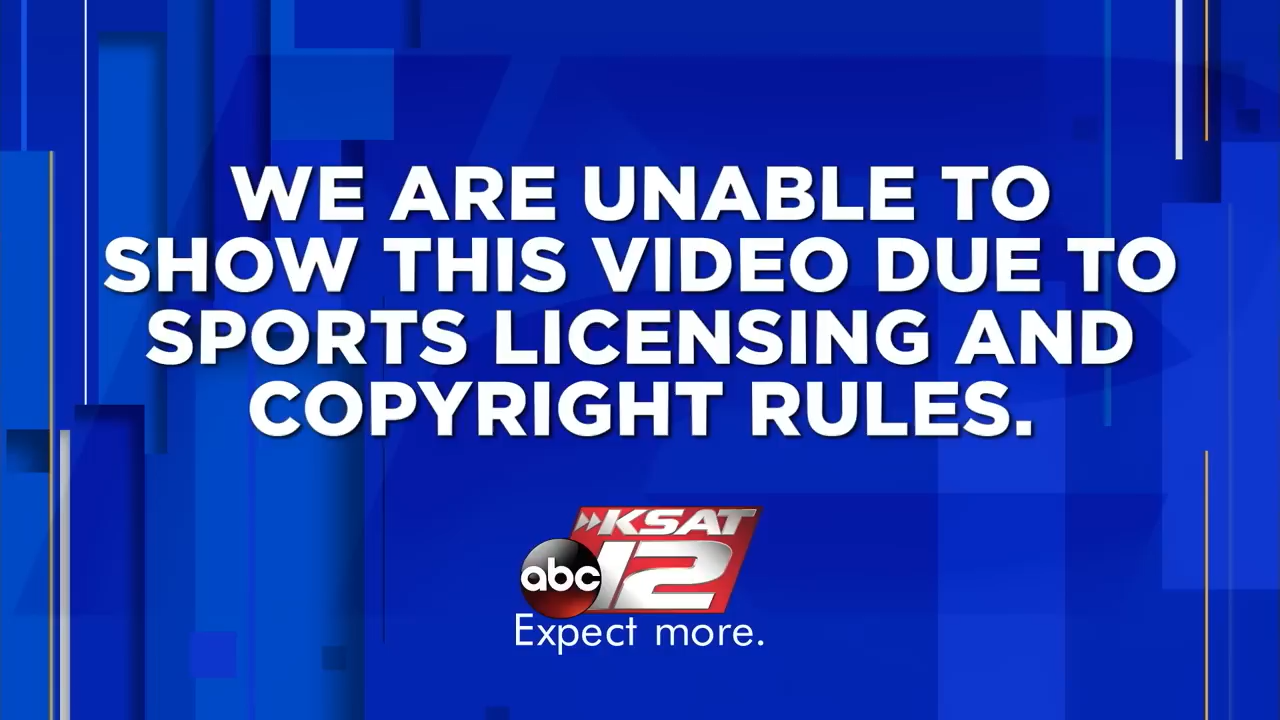 WE ARE UNABLE TO
SHOW THIS VIDEO DUE TO
SPORTS LICENSING AND
COPYRIGHT RULES.
KSAT
abc 12
Expect more.